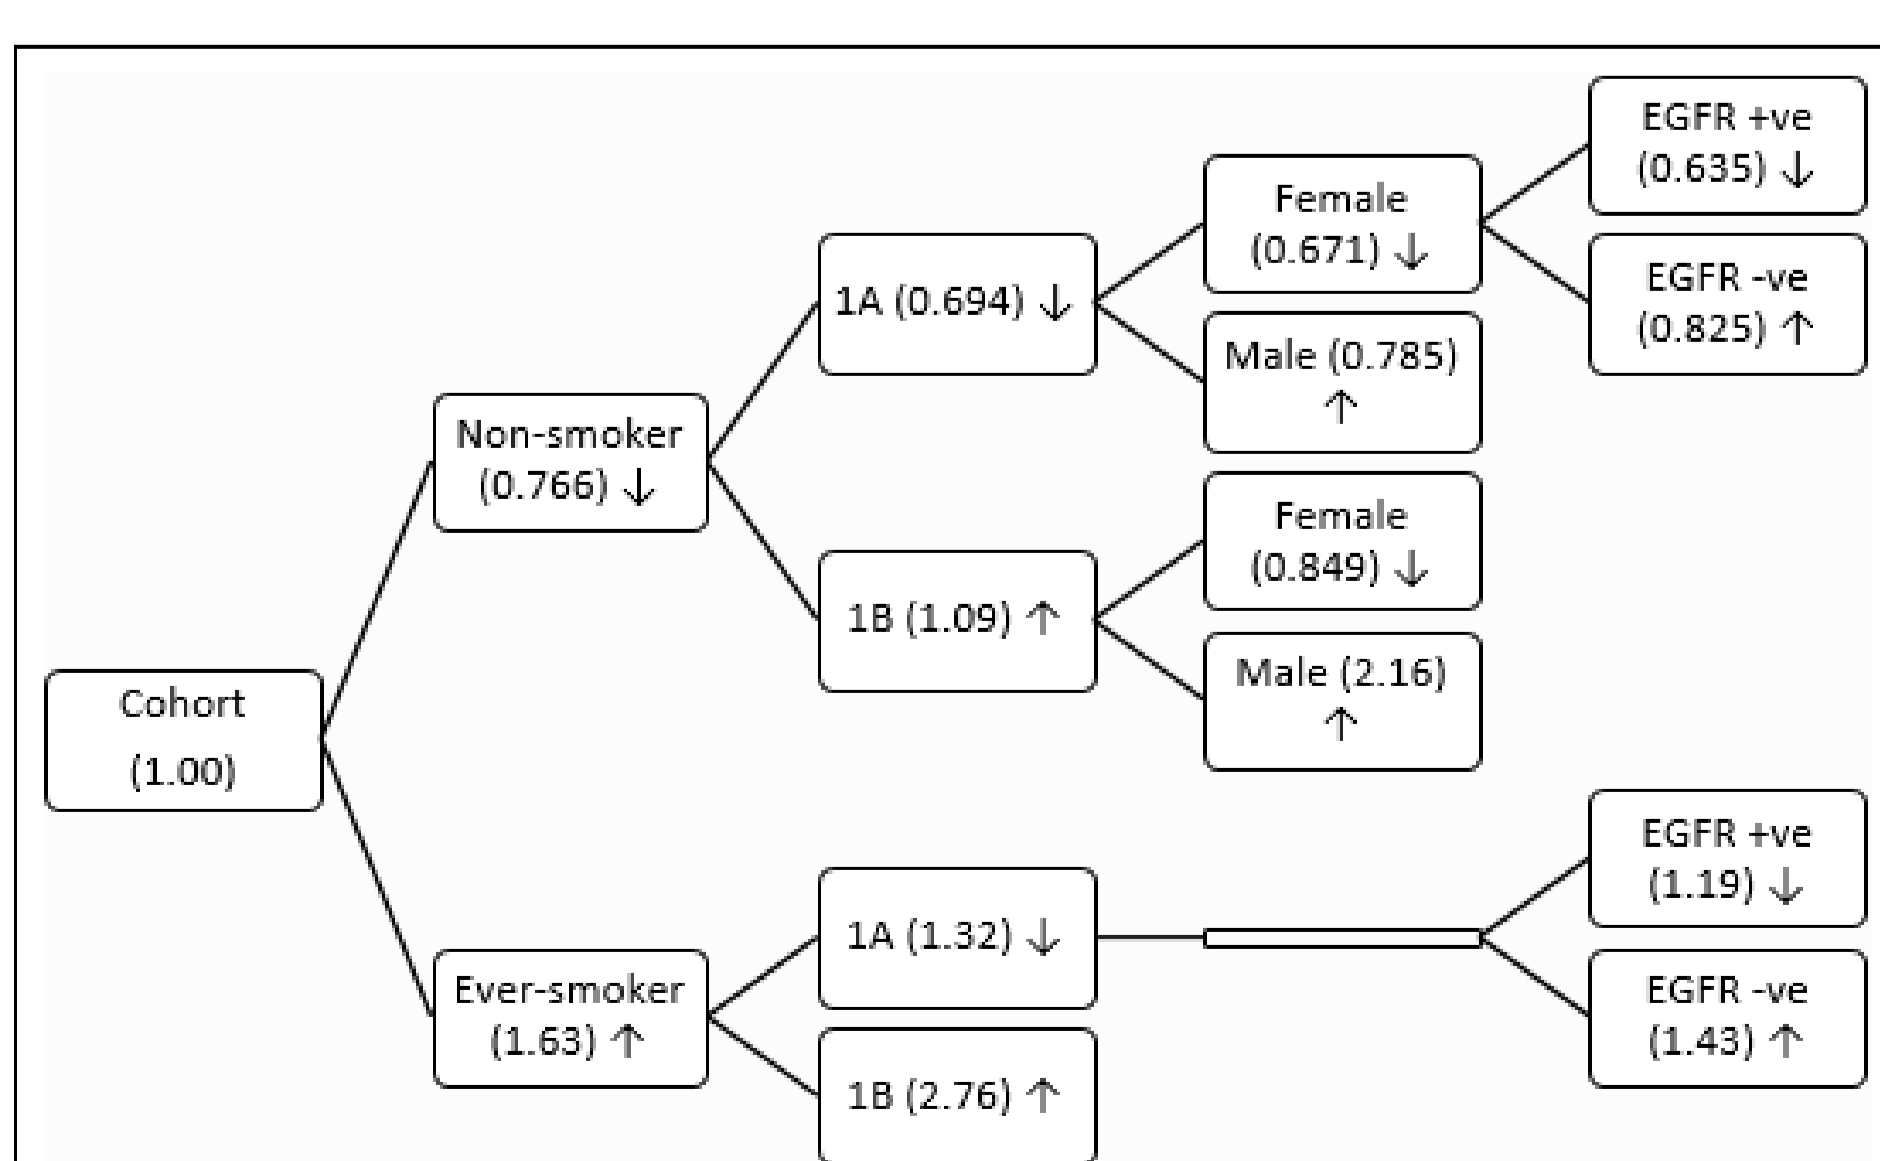 Cohort
(1.00)
Non-smoker
(0.766) ↓
Ever-smoker
(1.63) ↑
1A (0.694) ↓
1B (1.09) ↑
1A (1.32) ↓
1B (2.76) ↑
Female
(0.671) ↓
Male (0.785)
↑
Female
(0.849) ↓
Male (2.16)
↑
EGFR +ve
(0.635) ↓
EGFR -ve
(0.825) ↑
EGFR +ve
(1.19) ↓
EGFR -ve
(1.43) ↑